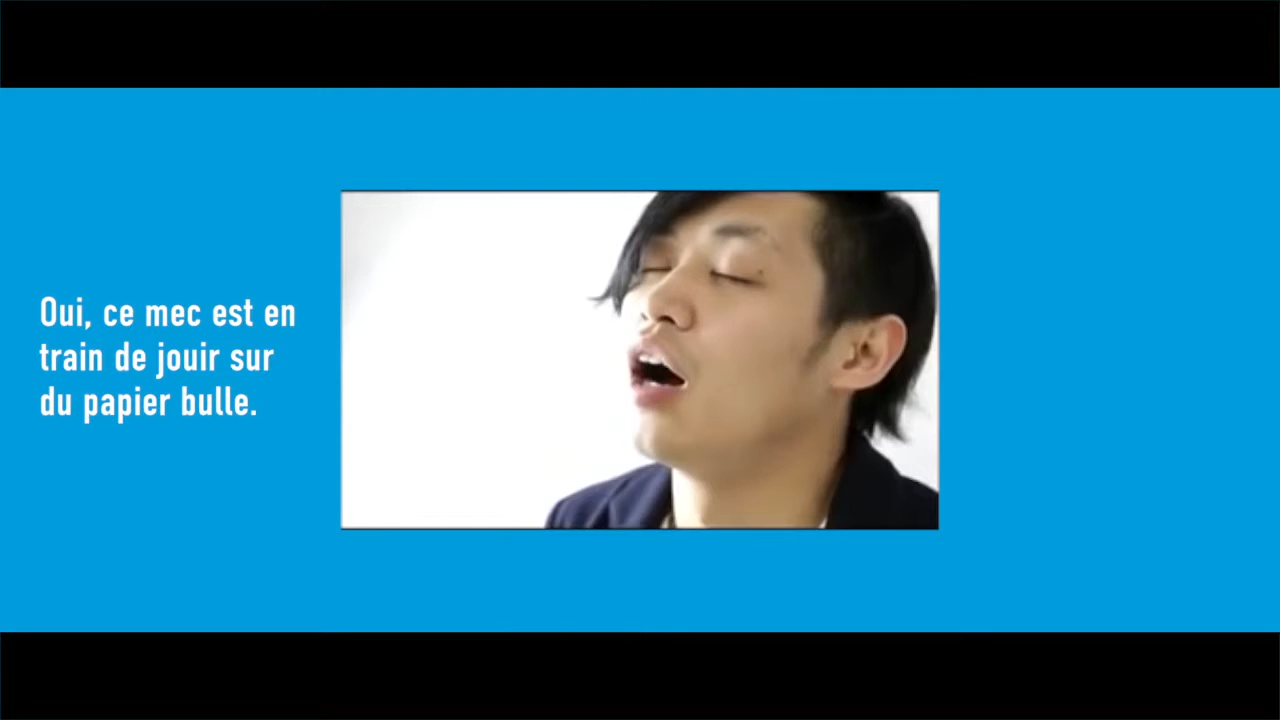 Oui, ce mec est en
train de jouir sur
du papier bulle.